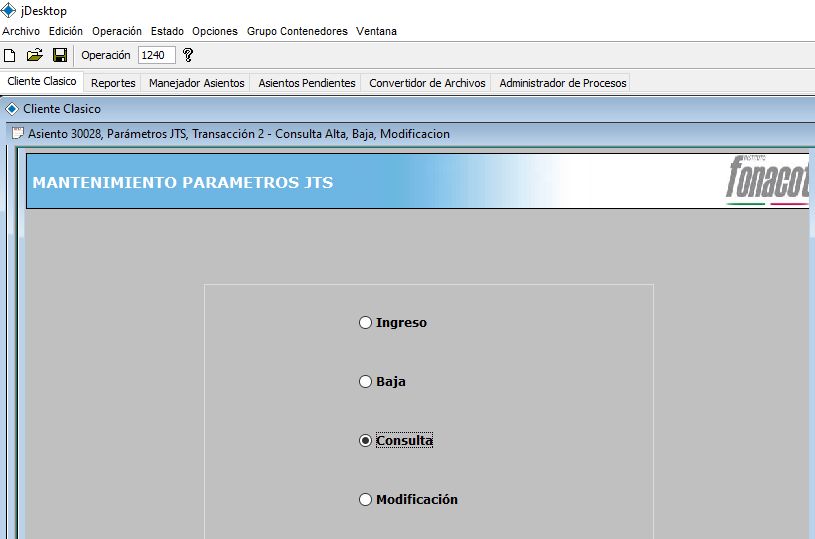 jDesktop
Archivo Edición Operación Estado Opciones Grupo Contenedores Ventana
Operación 1240
Cliente Clasico Reportes Manejador Asientos Asientos Pendientes Convertidor de Archivos Administrador de Procesos
Cliente Clasico
Asiento 30028, Parámetros JTS, Transacción 2 - Consulta Alta, Baja, Modificacion
INSTITUTO
MANTENIMIENTO PARAMETROS JTS fonacot
Ingreso
Baja
Consulta
Modificación